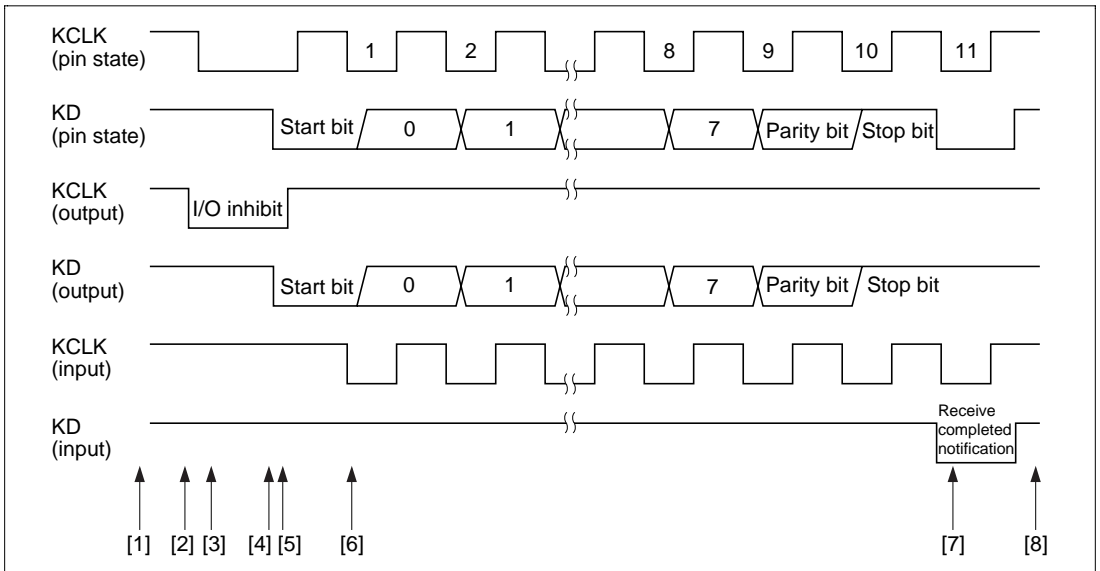 KCLK
(pin state)
1 2 8 9 10 11
KD
(pin state)
Start bit 0 1 7 Parity bit Stop bit
KCLK
(output)
I/O inhibit
KD
(output)
Start bit 0 1 7 Parity bit Stop bit
KCLK
(input)
KD
(input)
Receive
completed
notification
[1] [2] [3] [4] [5] [6] [7] [8]